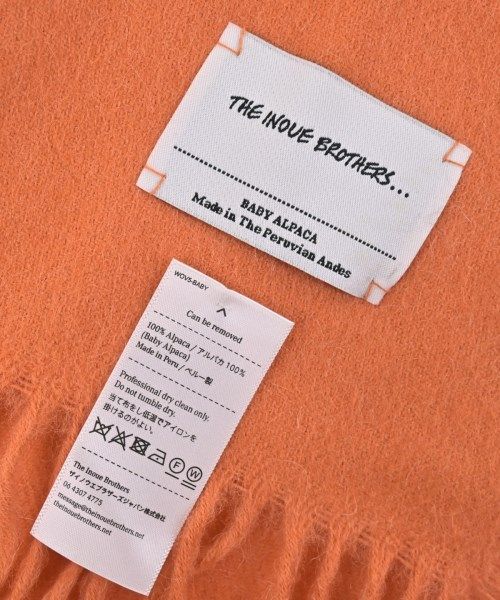 THE INOUE BROTHERS...
BABY ALPACA
Made in The Peruvian Andes
WOVS-BABY
Can be removed
100% Alpaca / アルパカ 100%
(Baby Alpaca)
Made in Peru / ペルー製
Professional dry clean only.
Do not tumble dry.
当て布をし低温でアイロンを
掛けるのがよい。
F W
The Inoue Brothers
ザイノウエブラザーズジャパン株式会社
06 4307 4775
message@theinouebrothers.net
theinouebrothers.net